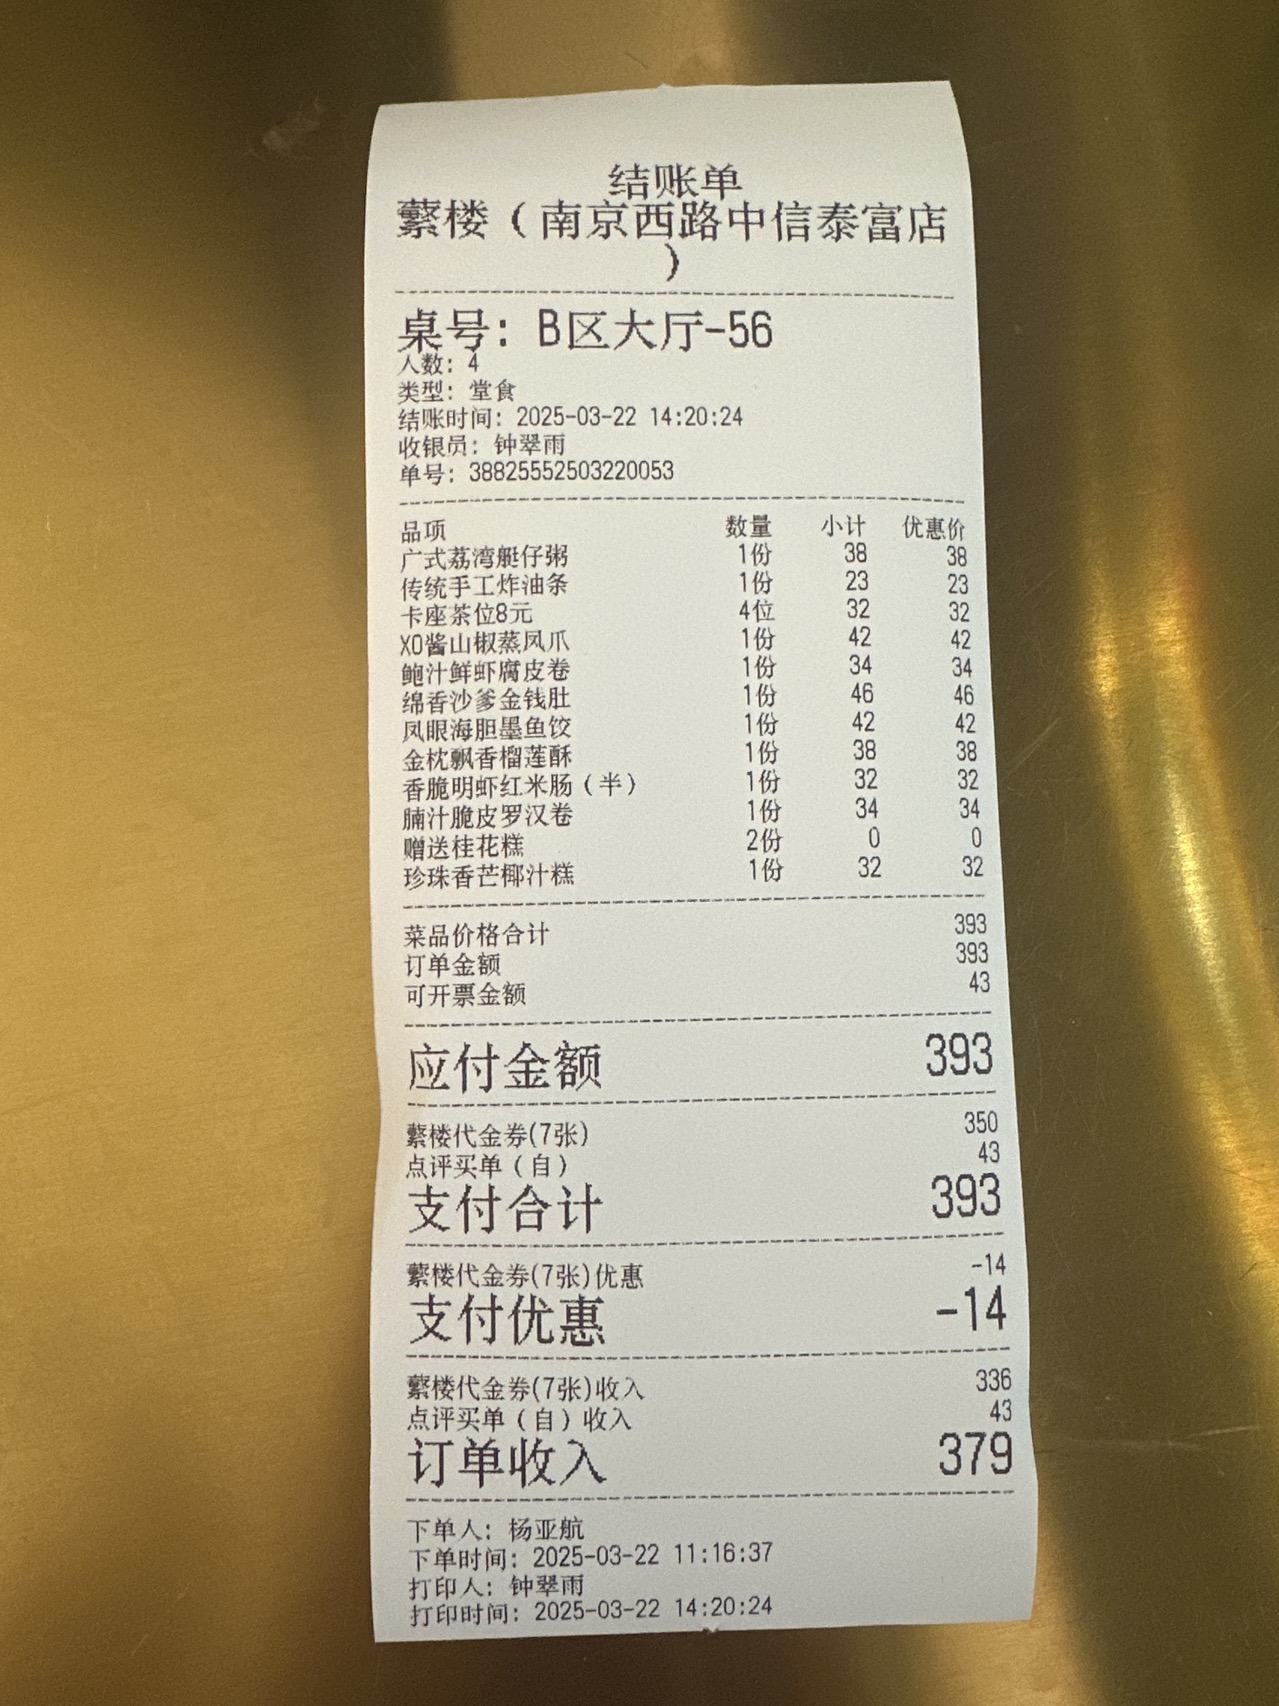 结账单
蘩楼（南京西路中信泰富店
）
桌号: B区大厅-56
人数: 4
类型: 堂食
结账时间: 2025-03-22 14:20:24
收银员: 钟翠雨
单号: 38825552503220053
品项 数量 小计 优惠价
广式荔湾艇仔粥 1份 38 38
传统手工炸油条 1份 23 23
卡座茶位8元 4位 32 32
XO酱山椒蒸凤爪 1份 42 42
鲍汁鲜虾腐皮卷 1份 34 34
绵香沙爹金钱肚 1份 46 46
凤眼海胆墨鱼饺 1份 42 42
金枕飘香榴莲酥 1份 38 38
香脆明虾红米肠（半） 1份 32 32
腩汁脆皮罗汉卷 1份 34 34
赠送桂花糕 2份 0 0
珍珠香芒椰汁糕 1份 32 32
菜品价格合计 393
订单金额 393
可开票金额 43
应付金额 393
蘩楼代金券(7张) 350
点评买单（自） 43
支付合计 393
蘩楼代金券(7张)优惠 -14
支付优惠 -14
蘩楼代金券(7张)收入 336
点评买单（自）收入 43
订单收入 379
下单人: 杨亚航
下单时间: 2025-03-22 11:16:37
打印人: 钟翠雨
打印时间: 2025-03-22 14:20:24